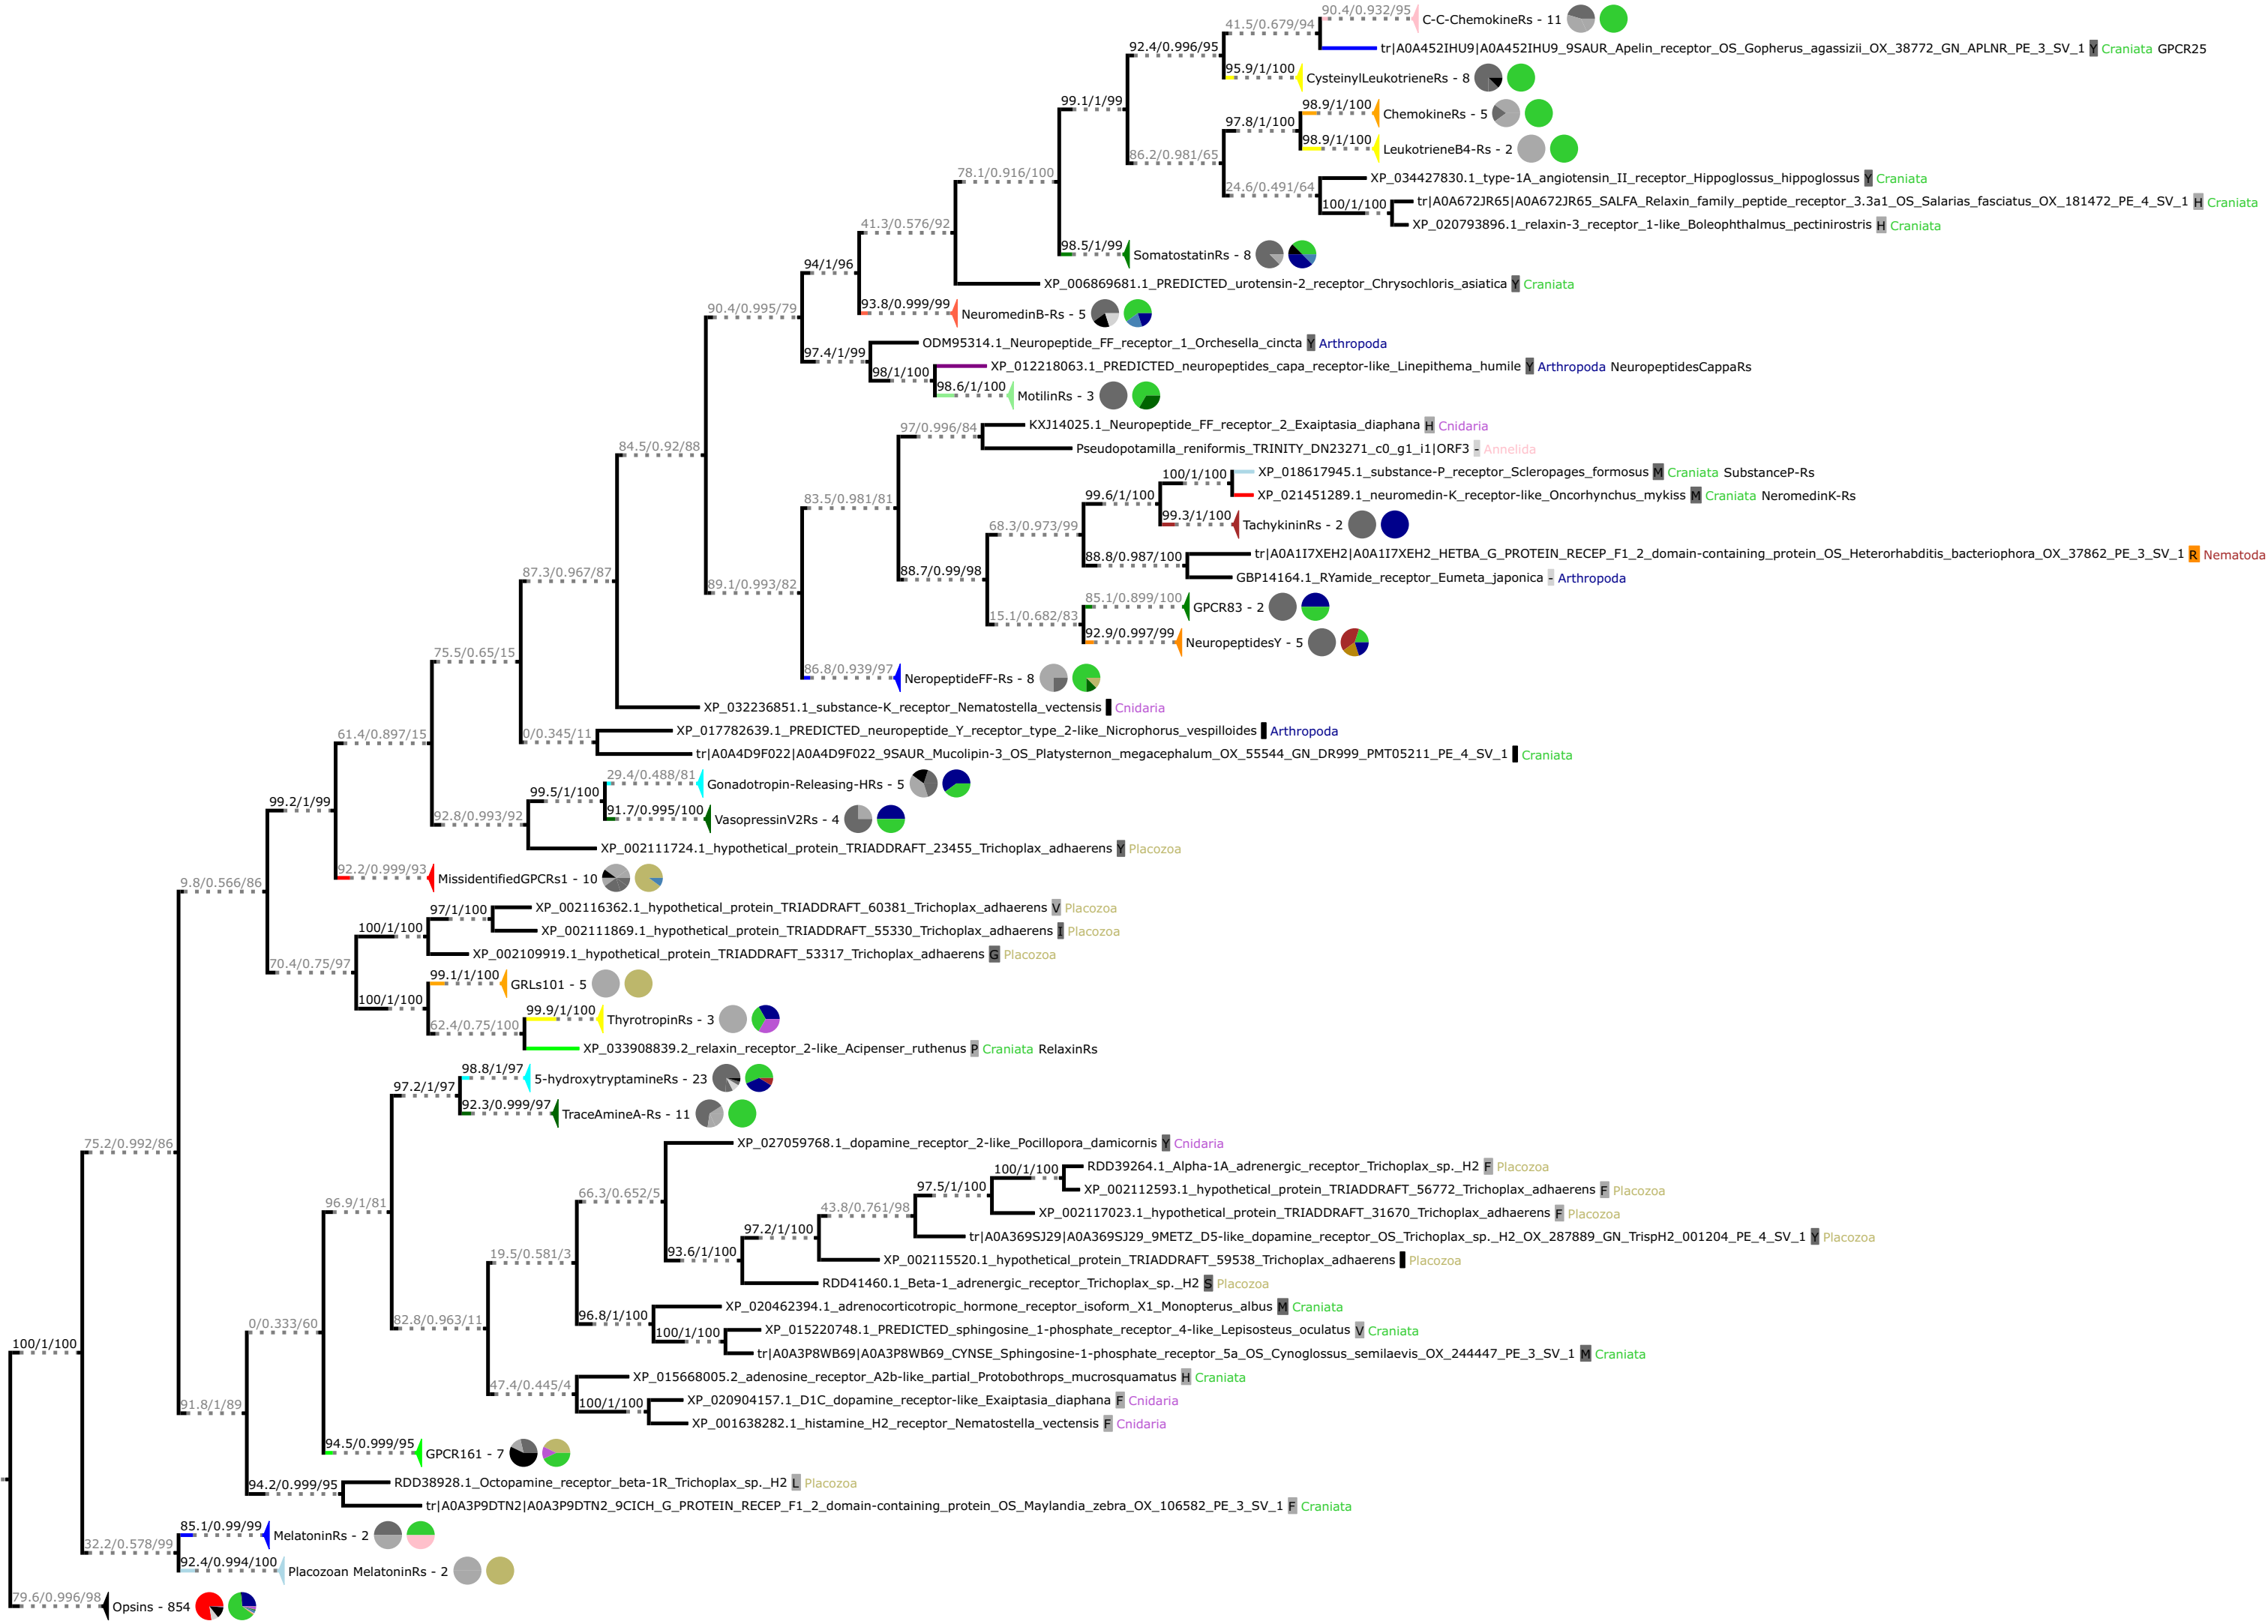 90.4/0.932/95 C-C-ChemokineRs - 11
41.5/0.679/94
tr|A0A452IHU9|A0A452IHU9_9SAUR_Apelin_receptor_OS_Gopherus_agassizii_OX_38772_GN_APLNR_PE_3_SV_1 Y Craniata GPCR25
92.4/0.996/95
95.9/1/100 CysteinylLeukotrieneRs - 8
99.1/1/99
98.9/1/100 ChemokineRs - 5
97.8/1/100
98.9/1/100 LeukotrieneB4-Rs - 2
86.2/0.981/65
78.1/0.916/100
XP_034427830.1_type-1A_angiotensin_II_receptor_Hippoglossus_hippoglossus Y Craniata
24.6/0.491/64
tr|A0A672JR65|A0A672JR65_SALFA_Relaxin_family_peptide_receptor_3.3a1_OS_Salarias_fasciatus_OX_181472_PE_4_SV_1 H Craniata
100/1/100
XP_020793896.1_relaxin-3_receptor_1-like_Boleophthalmus_pectinirostris H Craniata
41.3/0.576/92
98.5/1/99 SomatostatinRs - 8
94/1/96
XP_006869681.1_PREDICTED_urotensin-2_receptor_Chrysochloris_asiatica Y Craniata
90.4/0.995/79
93.8/0.999/99 NeuromedinB-Rs - 5
ODM95314.1_Neuropeptide_FF_receptor_1_Orchesella_cincta Y Arthropoda
97.4/1/99
XP_012218063.1_PREDICTED_neuropeptides_capa_receptor-like_Linepithema_humile Y Arthropoda NeuropeptidesCappaRs
98/1/100
98.6/1/100 MotilinRs - 3
KXJ14025.1_Neuropeptide_FF_receptor_2_Exaiptasia_diaphana H Cnidaria
97/0.996/84
84.5/0.92/88
Pseudopotamilla_reniformis_TRINITY_DN23271_c0_g1_i1|ORF3 - Annelida
XP_018617945.1_substance-P_receptor_Scleropages_formosus M Craniata SubstanceP-Rs
100/1/100
XP_021451289.1_neuromedin-K_receptor-like_Oncorhynchus_mykiss M Craniata NeromedinK-Rs
99.6/1/100
83.5/0.981/81
99.3/1/100 TachykininRs - 2
68.3/0.973/99
tr|A0A1I7XEH2|A0A1I7XEH2_HETBA_G_PROTEIN_RECEP_F1_2_domain-containing_protein_OS_Heterorhabditis_bacteriophora_OX_37862_PE_3_SV_1 R Nematoda
88.8/0.987/100
88.7/0.99/98
87.3/0.967/87
GBP14164.1_RYamide_receptor_Eumeta_japonica - Arthropoda
89.1/0.993/82
85.1/0.899/100 GPCR83 - 2
15.1/0.682/83
92.9/0.997/99 NeuropeptidesY - 5
75.5/0.65/15
86.8/0.939/97 NeropeptideFF-Rs - 8
XP_032236851.1_substance-K_receptor_Nematostella_vectensis Cnidaria
XP_017782639.1_PREDICTED_neuropeptide_Y_receptor_type_2-like_Nicrophorus_vespilloides Arthropoda
61.4/0.897/15
0/0.345/11
tr|A0A4D9F022|A0A4D9F022_9SAUR_Mucolipin-3_OS_Platysternon_megacephalum_OX_55544_GN_DR999_PMT05211_PE_4_SV_1 Craniata
29.4/0.488/81 Gonadotropin-Releasing-HRs - 5
99.2/1/99
99.5/1/100
91.7/0.995/100 VasopressinV2Rs - 4
92.8/0.993/92
XP_002111724.1_hypothetical_protein_TRIADDRAFT_23455_Trichoplax_adhaerens Y Placozoa
92.2/0.999/93 MissidentifiedGPCRs1 - 10
9.8/0.566/86
XP_002116362.1_hypothetical_protein_TRIADDRAFT_60381_Trichoplax_adhaerens V Placozoa
97/1/100
XP_002111869.1_hypothetical_protein_TRIADDRAFT_55330_Trichoplax_adhaerens I Placozoa
100/1/100
XP_002109919.1_hypothetical_protein_TRIADDRAFT_53317_Trichoplax_adhaerens G Placozoa
70.4/0.75/97
99.1/1/100 GRLs101 - 5
100/1/100
99.9/1/100 ThyrotropinRs - 3
62.4/0.75/100
XP_033908839.2_relaxin_receptor_2-like_Acipenser_ruthenus P Craniata RelaxinRs
98.8/1/97 5-hydroxytryptamineRs - 23
97.2/1/97
92.3/0.999/97 TraceAmineA-Rs - 11
75.2/0.992/86
XP_027059768.1_dopamine_receptor_2-like_Pocillopora_damicornis Y Cnidaria
RDD39264.1_Alpha-1A_adrenergic_receptor_Trichoplax_sp._H2 F Placozoa
100/1/100
XP_002112593.1_hypothetical_protein_TRIADDRAFT_56772_Trichoplax_adhaerens F Placozoa
66.3/0.652/5
97.5/1/100
96.9/1/81
XP_002117023.1_hypothetical_protein_TRIADDRAFT_31670_Trichoplax_adhaerens F Placozoa
43.8/0.761/98
tr|A0A369SJ29|A0A369SJ29_9METZ_D5-like_dopamine_receptor_OS_Trichoplax_sp._H2_OX_287889_GN_TrispH2_001204_PE_4_SV_1 Y Placozoa
97.2/1/100
93.6/1/100
XP_002115520.1_hypothetical_protein_TRIADDRAFT_59538_Trichoplax_adhaerens Placozoa
19.5/0.581/3
RDD41460.1_Beta-1_adrenergic_receptor_Trichoplax_sp._H2 S Placozoa
XP_020462394.1_adrenocorticotropic_hormone_receptor_isoform_X1_Monopterus_albus M Craniata
96.8/1/100
0/0.333/60
82.8/0.963/11
XP_015220748.1_PREDICTED_sphingosine_1-phosphate_receptor_4-like_Lepisosteus_oculatus V Craniata
100/1/100
100/1/100
tr|A0A3P8WB69|A0A3P8WB69_CYNSE_Sphingosine-1-phosphate_receptor_5a_OS_Cynoglossus_semilaevis_OX_244447_PE_3_SV_1 M Craniata
XP_015668005.2_adenosine_receptor_A2b-like_partial_Protobothrops_mucrosquamatus H Craniata
47.4/0.445/4
XP_020904157.1_D1C_dopamine_receptor-like_Exaiptasia_diaphana F Cnidaria
100/1/100
91.8/1/89
XP_001638282.1_histamine_H2_receptor_Nematostella_vectensis F Cnidaria
94.5/0.999/95 GPCR161 - 7
RDD38928.1_Octopamine_receptor_beta-1R_Trichoplax_sp._H2 L Placozoa
94.2/0.999/95
tr|A0A3P9DTN2|A0A3P9DTN2_9CICH_G_PROTEIN_RECEP_F1_2_domain-containing_protein_OS_Maylandia_zebra_OX_106582_PE_3_SV_1 F Craniata
85.1/0.99/99 MelatoninRs - 2
32.2/0.578/99
92.4/0.994/100 Placozoan MelatoninRs - 2
79.6/0.996/98 Opsins - 854